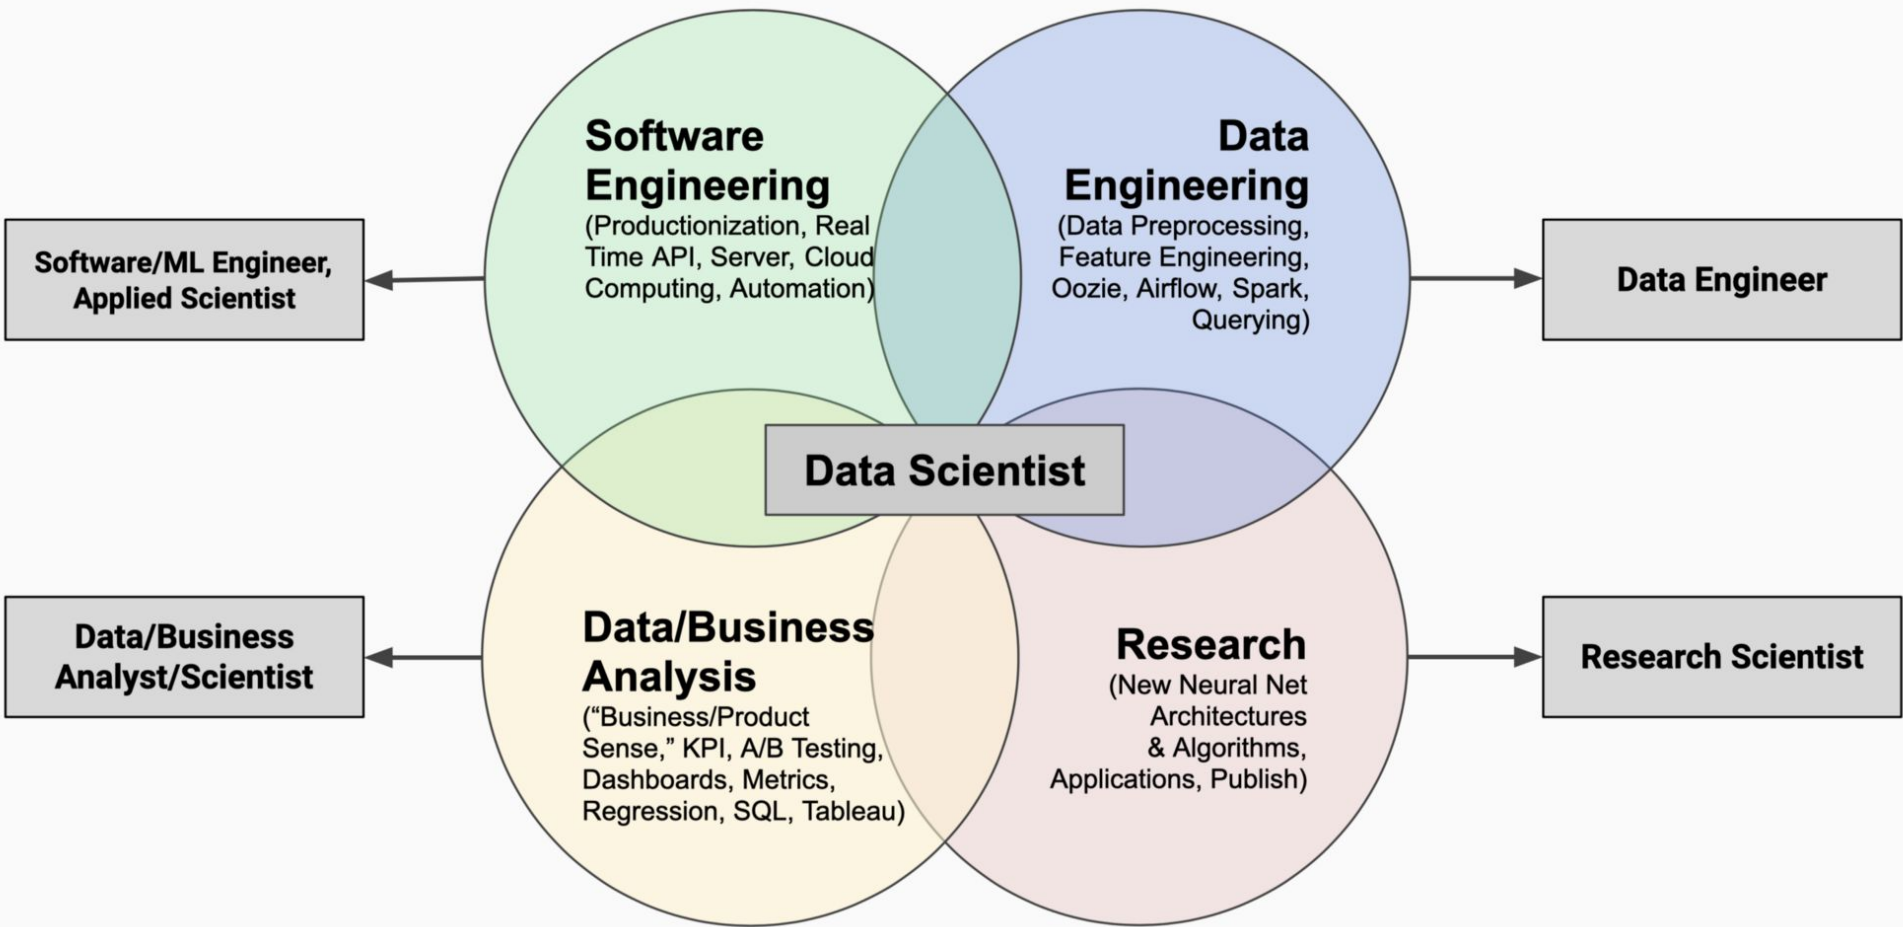 Software
Engineering
(Productionization, Real
Time API, Server, Cloud
Computing, Automation)
Data
Engineering
(Data Preprocessing,
Feature Engineering,
Oozie, Airflow, Spark,
Querying)
Software/ML Engineer,
Applied Scientist
Data Engineer
Data Scientist
Data/Business
Analyst/Scientist
Data/Business
Analysis
(“Business/Product
Sense,” KPI, A/B Testing,
Dashboards, Metrics,
Regression, SQL, Tableau)
Research
(New Neural Net
Architectures
& Algorithms,
Applications, Publish)
Research Scientist